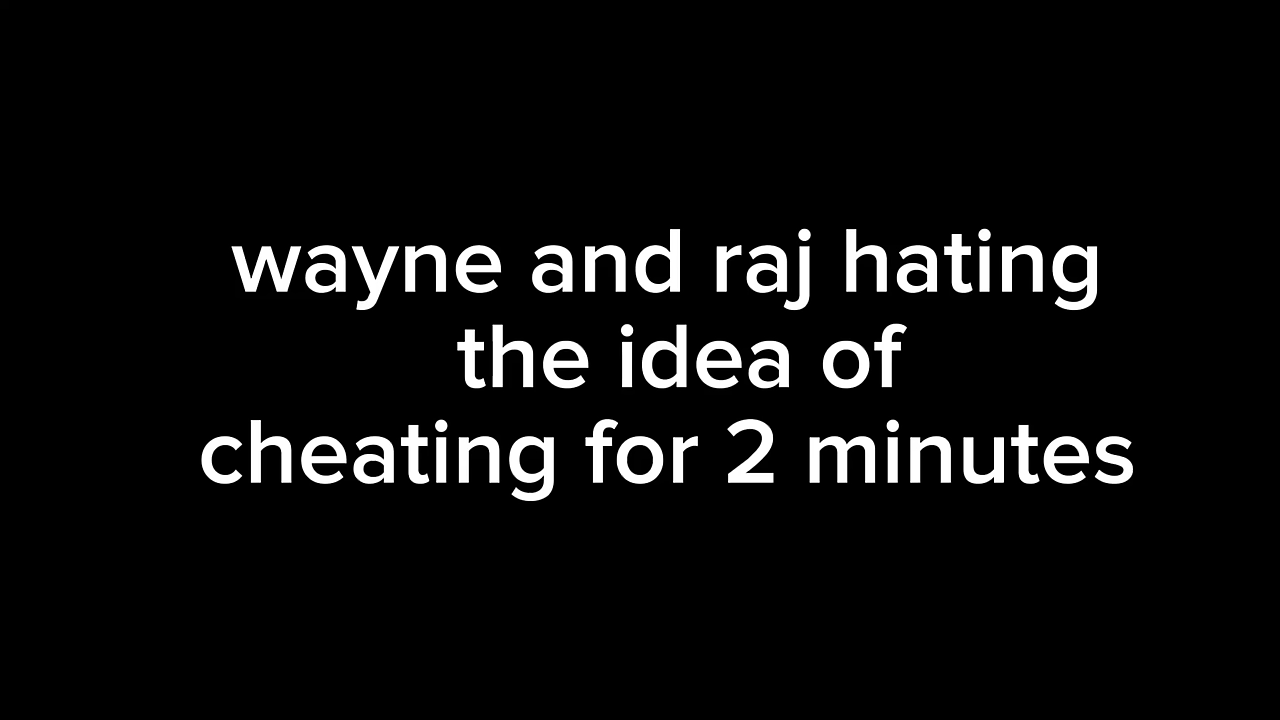 wayne and raj hating
the idea of
cheating for 2 minutes